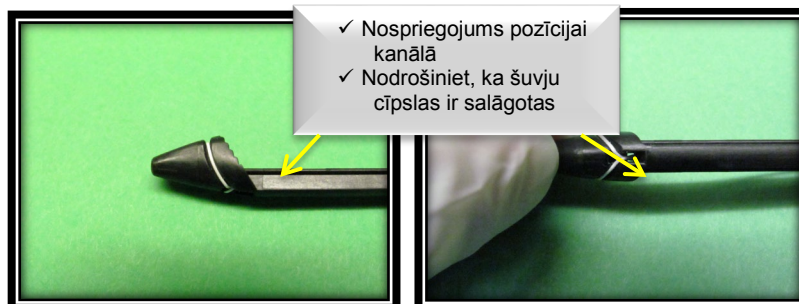 ✓ Nospriegojums pozīcijai
kanālā
✓ Nodrošiniet, ka šuvju
cīpslas ir salāgotas